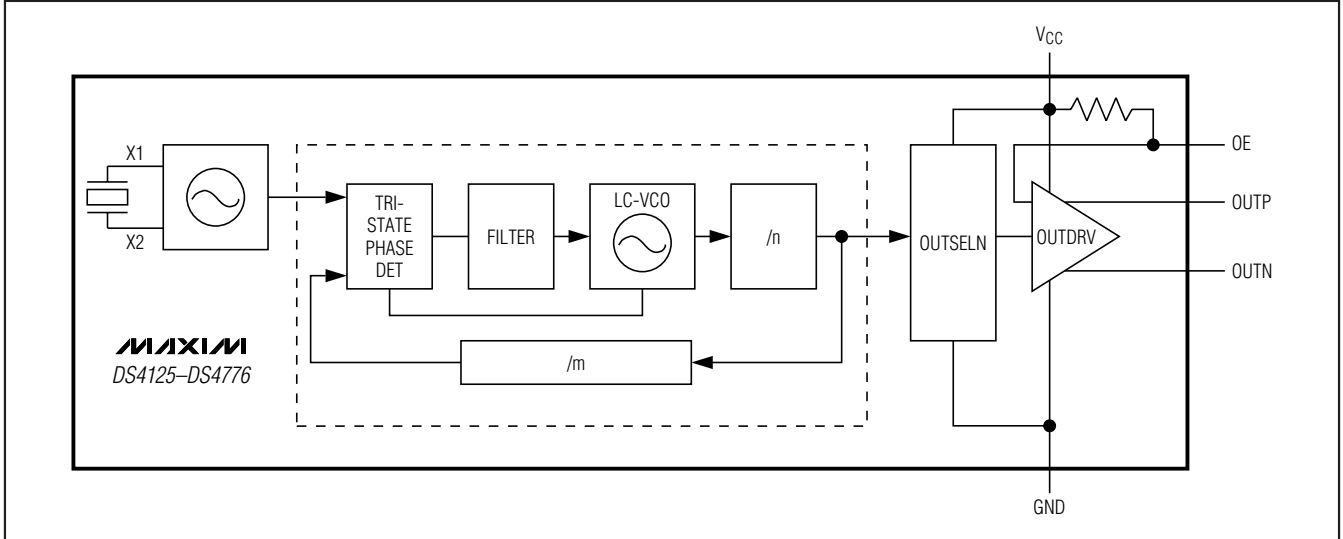 VCC
X1
X2
TRI-
STATE
PHASE
DET
FILTER
LC-VCO
/n
/m
OUTSELN
OUTDRV
OE
OUTP
OUTN
GND
MAXIM
DS4125–DS4776